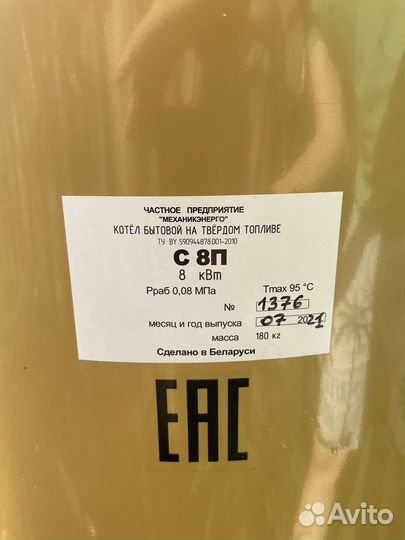 ЧАСТНОЕ ПРЕДПРИЯТИЕ
"МЕХАНИКЭНЕРГО"
КОТЁЛ БЫТОВОЙ НА ТВЁРДОМ ТОПЛИВЕ
ТУ BY 590944878.001-2010
С 8П
8 кВт
Рраб 0,08 МПа Tmax 95 °C
№ 1376
месяц и год выпуска 07 2021
масса 180 кг
Сделано в Беларуси
EAC
Avito